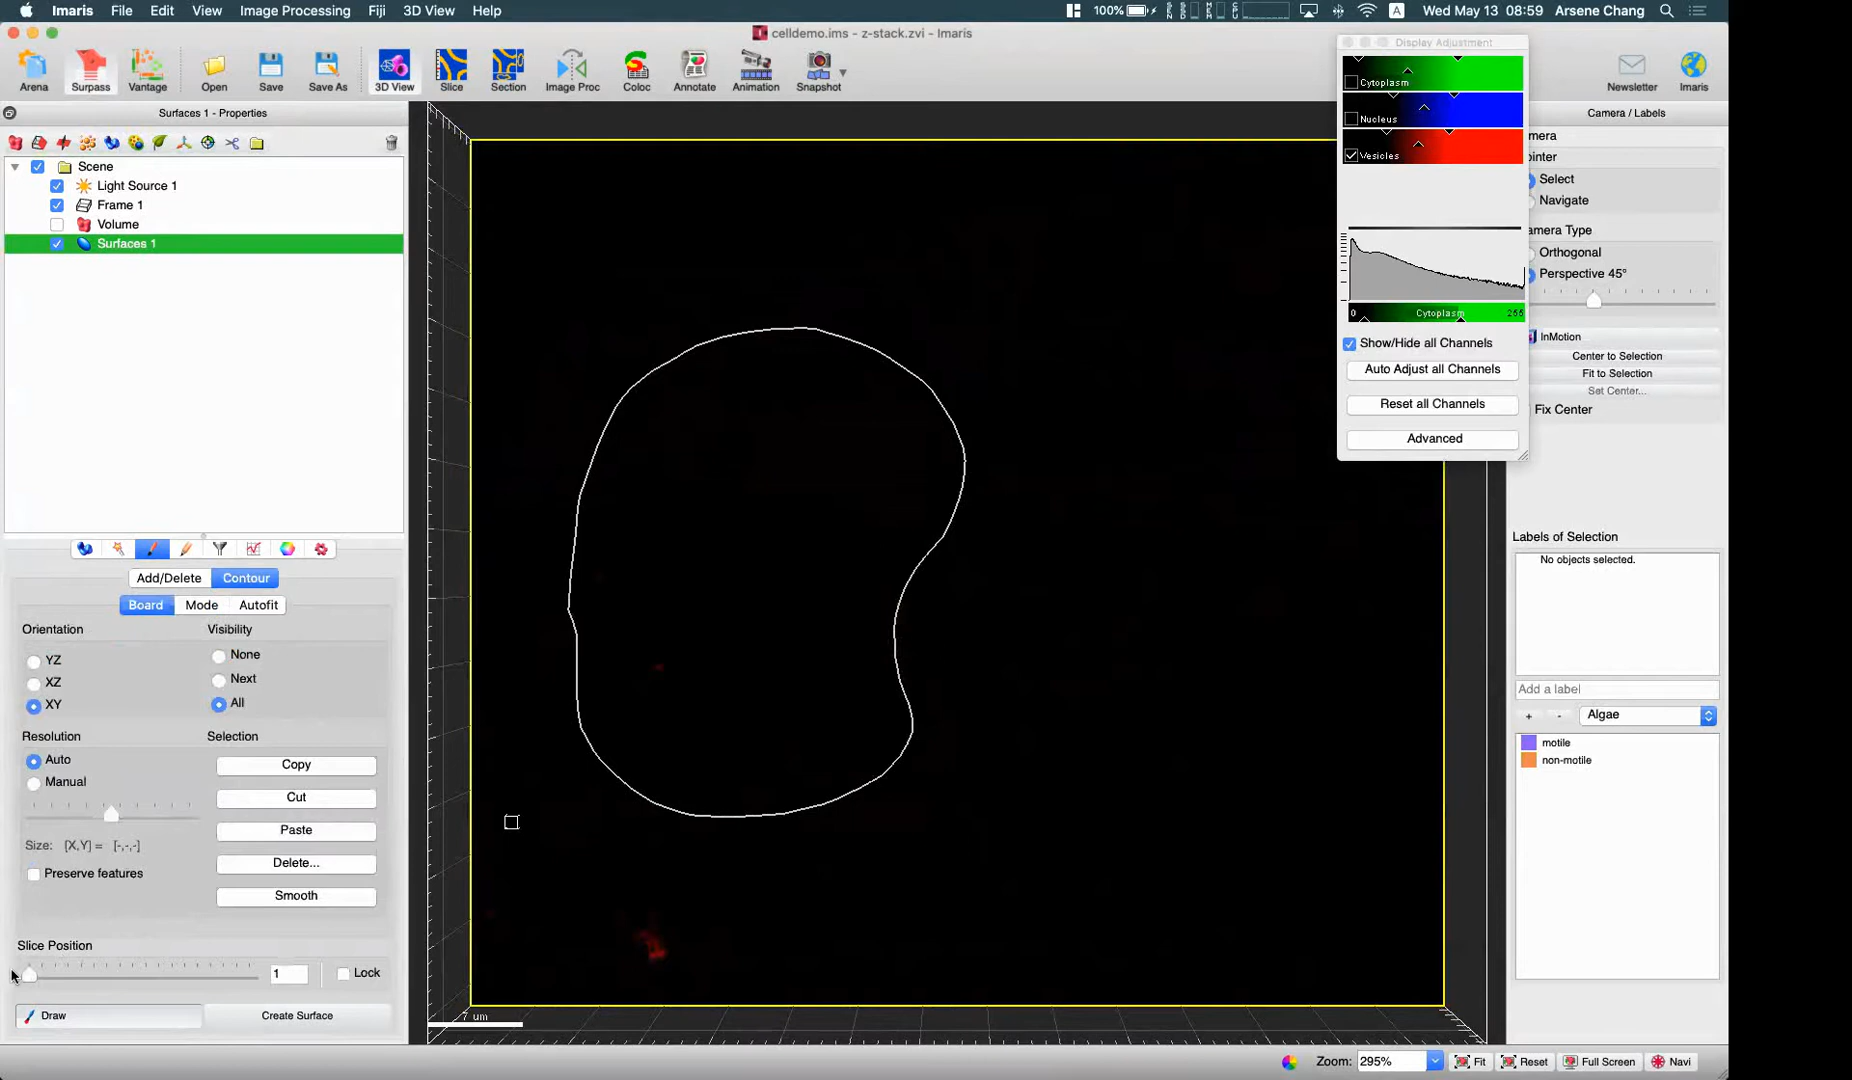 Imaris File Edit View Image Processing Fiji 3D View Help
100% Wed May 13 08:59 Arsene Chang
celldemo.ims - z-stack.zvi - Imaris
Arena Surpass Vantage Open Save Save As 3D View Slice Section Image Proc Coloc Annotate Animation Snapshot Newsletter Imaris
Surfaces 1 - Properties
Scene
Light Source 1
Frame 1
Volume
Surfaces 1
Add/Delete Contour
Board Mode Autofit
Orientation Visibility
YZ None
XZ Next
XY All
Resolution Selection
Auto Copy
Manual Cut
Paste
Size: [X,Y] = [-,-,-]
Delete...
Preserve features
Smooth
Slice Position
1 Lock
Draw Create Surface
7 um
Display Adjustment
Cytoplasm
Nucleus
Vesicles
0 Cytoplasm 255
Show/Hide all Channels
Auto Adjust all Channels
Reset all Channels
Advanced
Camera / Labels
mera
ointer
Select
Navigate
amera Type
Orthogonal
Perspective 45°
InMotion
Center to Selection
Fit to Selection
Set Center...
Fix Center
Labels of Selection
No objects selected.
Add a label
+ - Algae
motile
non-motile
Zoom: 295% Fit Reset Full Screen Navi